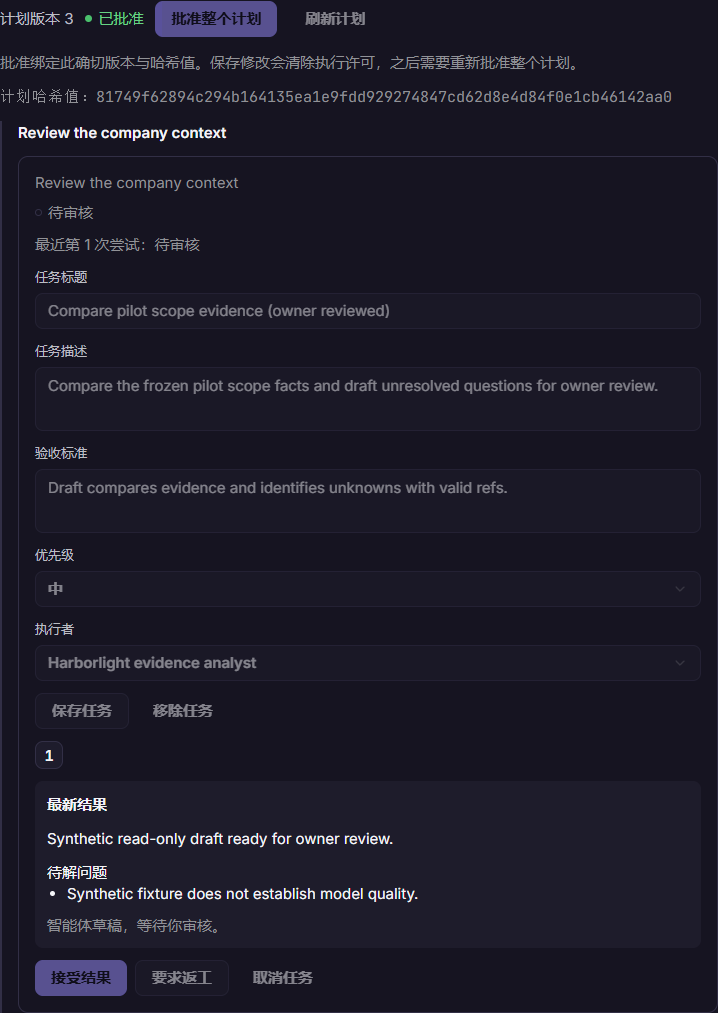 计划版本 3 已批准 批准整个计划 刷新计划
批准绑定此确切版本与哈希值。保存修改会清除执行许可，之后需要重新批准整个计划。
计划哈希值：81749f62894c294b164135ea1e9fdd929274847cd62d8e4d84f0e1cb46142aa0
Review the company context
Review the company context
待审核
最近第 1 次尝试：待审核
任务标题
Compare pilot scope evidence (owner reviewed)
任务描述
Compare the frozen pilot scope facts and draft unresolved questions for owner review.
验收标准
Draft compares evidence and identifies unknowns with valid refs.
优先级
中
执行者
Harborlight evidence analyst
保存任务 移除任务
1
最新结果
Synthetic read-only draft ready for owner review.
待解问题
• Synthetic fixture does not establish model quality.
智能体草稿，等待你审核。
接受结果 要求返工 取消任务